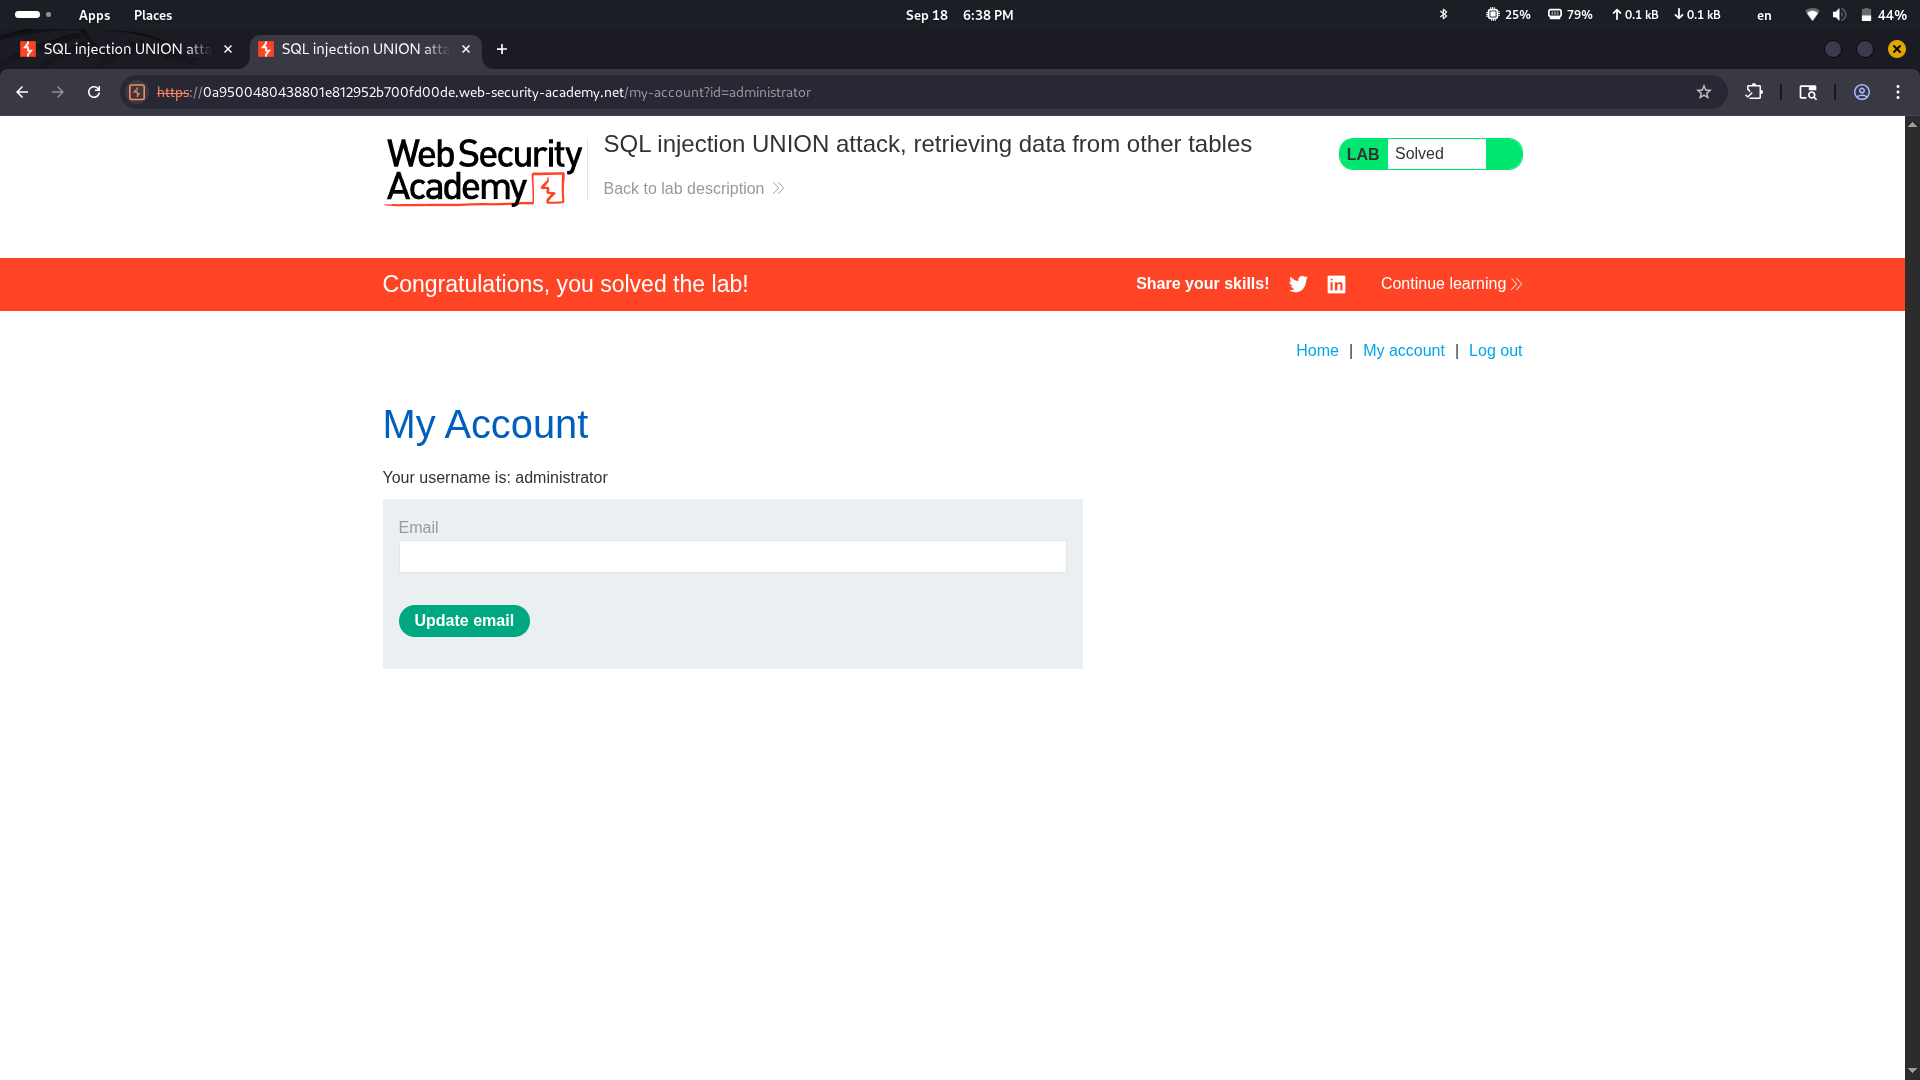 Apps Places Sep 18 6:38 PM 25% 79% 0.1 kB 0.1 kB en 44%
SQL injection UNION atta SQL injection UNION atta
https://0a9500480438801e812952b700fd00de.web-security-academy.net/my-account?id=administrator
Web Security
Academy
SQL injection UNION attack, retrieving data from other tables
Back to lab description
LAB Solved
Congratulations, you solved the lab! Share your skills! Continue learning
Home | My account | Log out
My Account
Your username is: administrator
Email
Update email